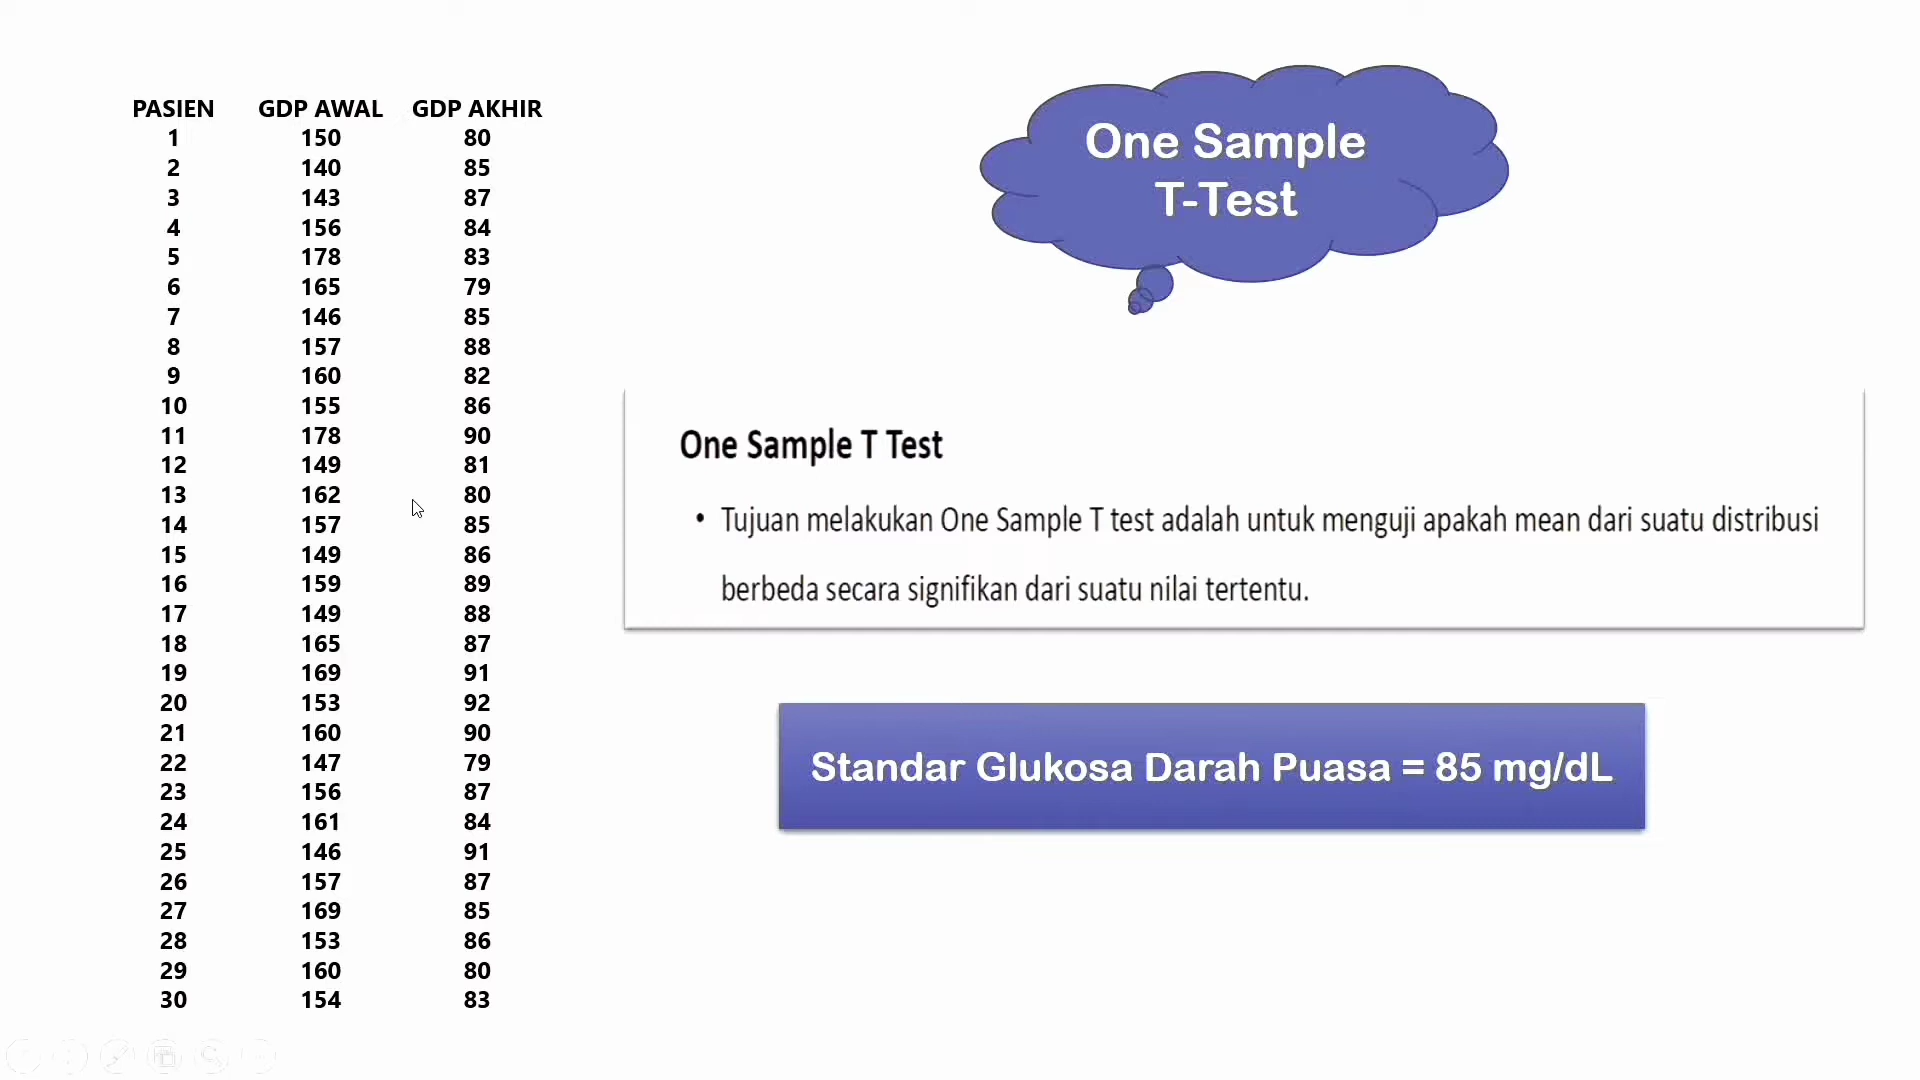 PASIEN GDP AWAL GDP AKHIR
1 150 80
2 140 85
3 143 87
4 156 84
5 178 83
6 165 79
7 146 85
8 157 88
9 160 82
10 155 86
11 178 90
12 149 81
13 162 80
14 157 85
15 149 86
16 159 89
17 149 88
18 165 87
19 169 91
20 153 92
21 160 90
22 147 79
23 156 87
24 161 84
25 146 91
26 157 87
27 169 85
28 153 86
29 160 80
30 154 83
One Sample
T-Test
One Sample T Test
• Tujuan melakukan One Sample T test adalah untuk menguji apakah mean dari suatu distribusi
berbeda secara signifikan dari suatu nilai tertentu.
Standar Glukosa Darah Puasa = 85 mg/dL